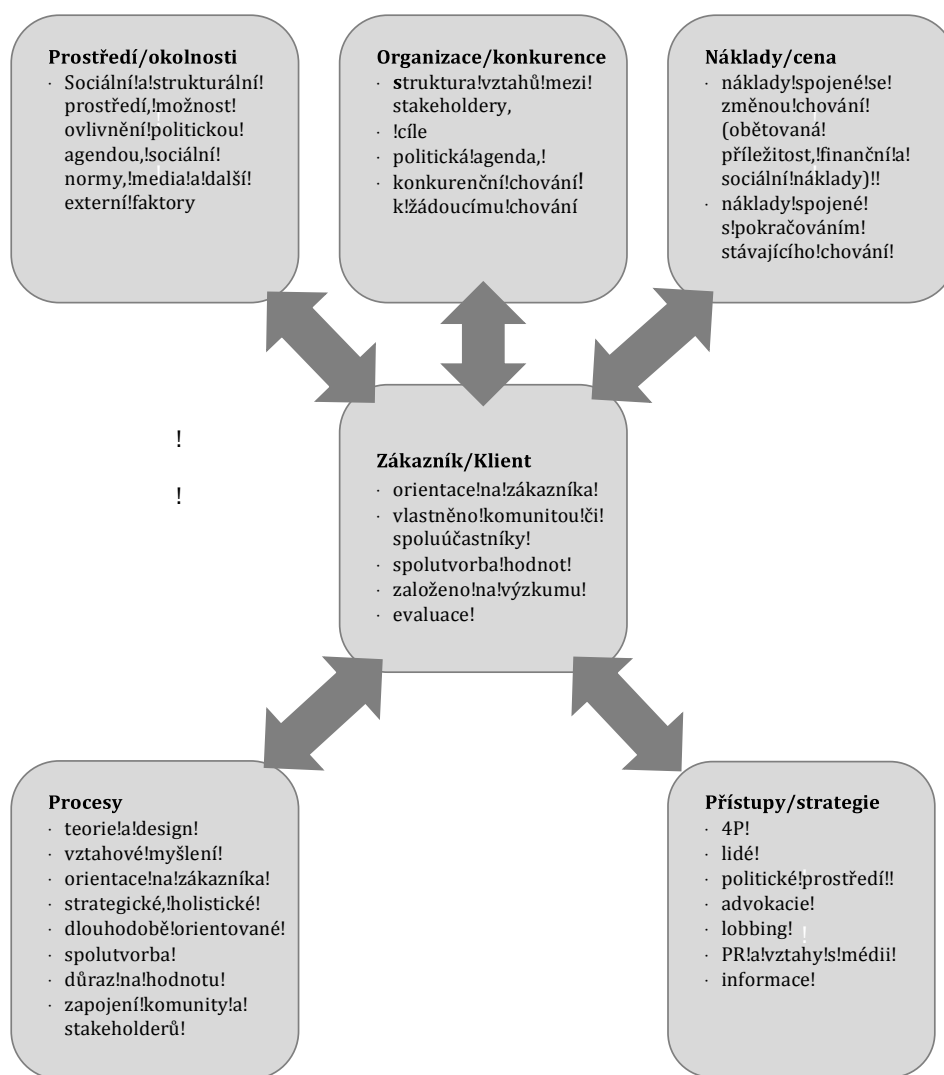 Prostředí/okolnosti
· Sociální!a!strukturální!
prostředí,!možnost!
ovlivnění!politickou!
agendou,!sociální!
normy,!media!a!další!
externí!faktory
Organizace/konkurence
· struktura!vztahů!mezi!
stakeholdery,
· !cíle
· politická!agenda,!
· konkurenční!chování!
k!žádoucímu!chování
Náklady/cena
· náklady!spojené!se!
změnou!chování!
(obětovaná!
příležitost,!finanční!a!
sociální!náklady)!!
· náklady!spojené!
s!pokračováním!
stávajícího!chování!
!
!
Zákazník/Klient
· orientace!na!zákazníka!
· vlastněno!komunitou!či!
spoluúčastníky!
· spolutvorba!hodnot!
· založeno!na!výzkumu!
· evaluace!
Procesy
· teorie!a!design!
· vztahové!myšlení!
· orientace!na!zákazníka!
· strategické,!holistické!
· dlouhodobě!orientované!
· spolutvorba!
· důraz!na!hodnotu!
· zapojení!komunity!a!
stakeholderů!
Přístupy/strategie
· 4P!
· lidé!
· politické!prostředí!!
· advokacie!
· lobbing!
· PR!a!vztahy!s!médii!
· informace!